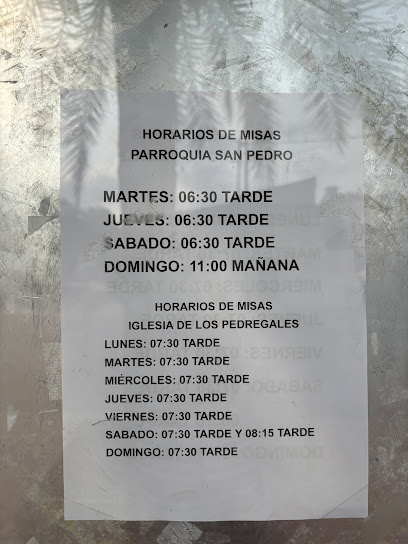 HORARIOS DE MISAS
PARROQUIA SAN PEDRO
MARTES: 06:30 TARDE
JUEVES: 06:30 TARDE
SABADO: 06:30 TARDE
DOMINGO: 11:00 MAÑANA
HORARIOS DE MISAS
IGLESIA DE LOS PEDREGALES
LUNES: 07:30 TARDE
MARTES: 07:30 TARDE
MIÉRCOLES: 07:30 TARDE
JUEVES: 07:30 TARDE
VIERNES: 07:30 TARDE
SABADO: 07:30 TARDE Y 08:15 TARDE
DOMINGO: 07:30 TARDE